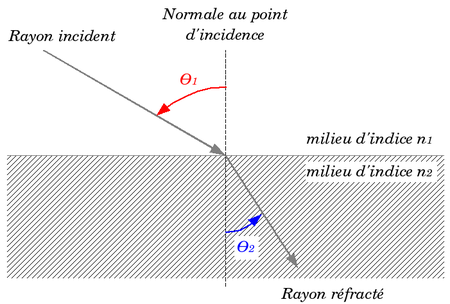 Normale au point
d'incidence
Rayon incident
Θ1
milieu d'indice n1
milieu d'indice n2
Θ2
Rayon réfracté